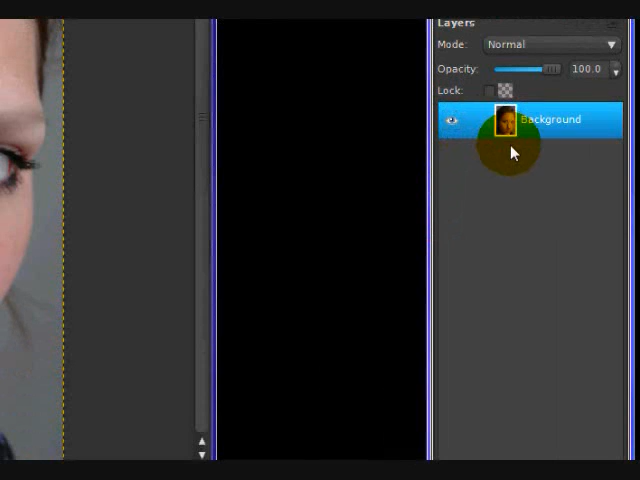 Layers
Mode: Normal
Opacity: 100.0
Lock:
Background